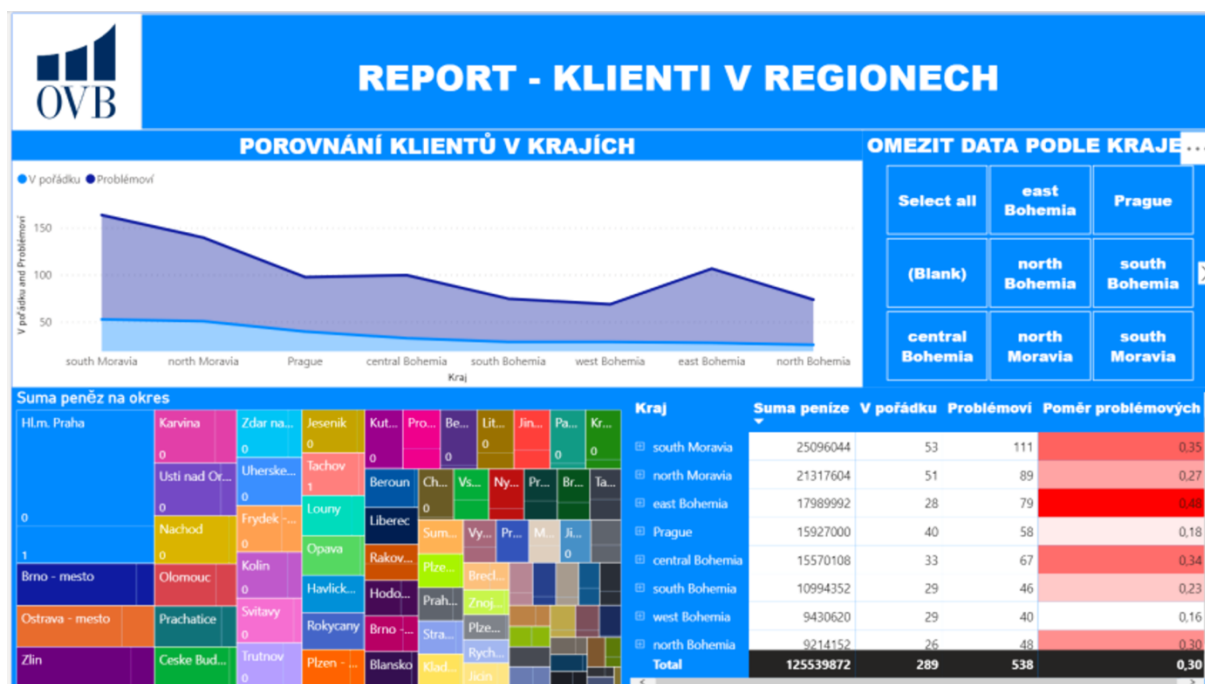 OVB
REPORT - KLIENTI V REGIONECH
POROVNÁNÍ KLIENTŮ V KRAJÍCH
V pořádku Problémoví
V pořádku and Problémoví
150
100
50
south Moravia north Moravia Prague central Bohemia south Bohemia west Bohemia east Bohemia north Bohemia
Kraj
OMEZIT DATA PODLE KRAJE...
Select all
east
Bohemia
Prague
(Blank)
north
Bohemia
south
Bohemia
central
Bohemia
north
Moravia
south
Moravia
Suma peněz na okres
Hl.m. Praha
0
1
Brno - mesto
Ostrava - mesto
Zlin
Karvina
0
Usti nad Or...
0
Nachod
0
Olomouc
Prachatice
Ceske Bud...
Zdar na...
0
Uherske...
0
Frydek -...
0
Kolin
0
Svitavy
0
Trutnov
0
Jesenik
0
Tachov
1
Louny
Opava
Havlick...
Rokycany
Plzen - ...
Kut...
0
Pro...
Be...
0
Lit...
0
Jin...
Pa...
0
Kr...
0
Beroun
Liberec
Rakov...
Hodo...
Brno -...
Blansko
Ch...
0
Vs...
Ny...
Pr...
Br...
Ta...
Sum...
Vy...
Pr...
M...
Ji...
0
Plze...
Prah...
Stra...
Klad...
Brecl...
Znoj...
Plze...
Rych...
Jicin
Kraj Suma peníze V pořádku Problémoví Poměr problémových
south Moravia 25096044 53 111 0,35
north Moravia 21317604 51 89 0,27
east Bohemia 17989992 28 79 0,48
Prague 15927000 40 58 0,18
central Bohemia 15570108 33 67 0,34
south Bohemia 10994352 29 46 0,23
west Bohemia 9430620 29 40 0,16
north Bohemia 9214152 26 48 0,30
Total 125539872 289 538 0,30